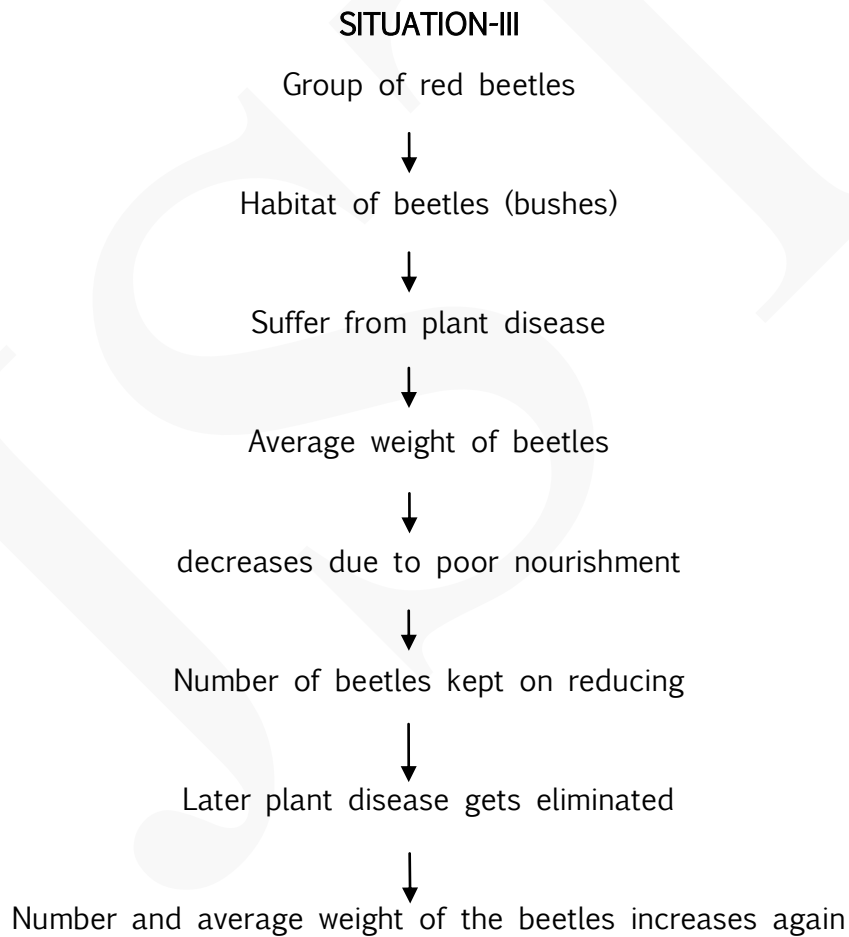 SITUATION-III
Group of red beetles
Habitat of beetles (bushes)
Suffer from plant disease
Average weight of beetles
decreases due to poor nourishment
Number of beetles kept on reducing
Later plant disease gets eliminated
Number and average weight of the beetles increases again